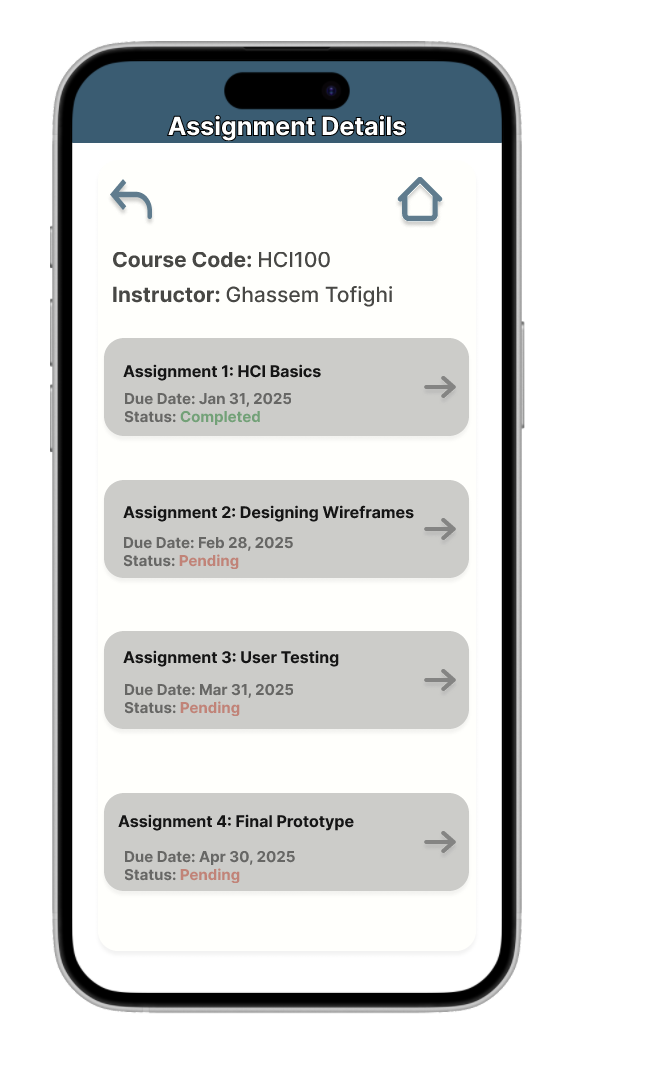 Assignment Details
Course Code: HCI100
Instructor: Ghassem Tofighi
Assignment 1: HCI Basics
Due Date: Jan 31, 2025
Status: Completed
Assignment 2: Designing Wireframes
Due Date: Feb 28, 2025
Status: Pending
Assignment 3: User Testing
Due Date: Mar 31, 2025
Status: Pending
Assignment 4: Final Prototype
Due Date: Apr 30, 2025
Status: Pending